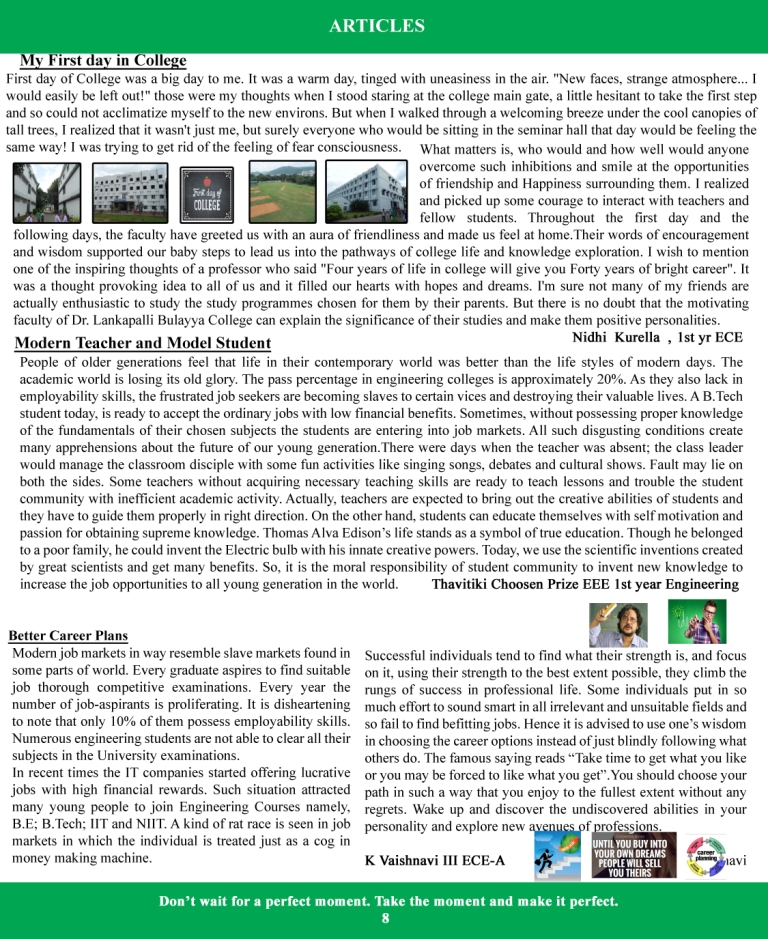 ARTICLES
My First day in College
First day of College was a big day to me. It was a warm day, tinged with uneasiness in the air. "New faces, strange atmosphere... I
would easily be left out!" those were my thoughts when I stood staring at the college main gate, a little hesitant to take the first step
and so could not acclimatize myself to the new environs. But when I walked through a welcoming breeze under the cool canopies of
tall trees, I realized that it wasn't just me, but surely everyone who would be sitting in the seminar hall that day would be feeling the
same way! I was trying to get rid of the feeling of fear consciousness.
What matters is, who would and how well would anyone
overcome such inhibitions and smile at the opportunities
of friendship and Happiness surrounding them. I realized
and picked up some courage to interact with teachers and
fellow students. Throughout the first day and the
First day of
COLLEGE
following days, the faculty have greeted us with an aura of friendliness and made us feel at home.Their words of encouragement
and wisdom supported our baby steps to lead us into the pathways of college life and knowledge exploration. I wish to mention
one of the inspiring thoughts of a professor who said "Four years of life in college will give you Forty years of bright career". It
was a thought provoking idea to all of us and it filled our hearts with hopes and dreams. I'm sure not many of my friends are
actually enthusiastic to study the study programmes chosen for them by their parents. But there is no doubt that the motivating
faculty of Dr. Lankapalli Bulayya College can explain the significance of their studies and make them positive personalities.
Nidhi Kurella , 1st yr ECE
Modern Teacher and Model Student
People of older generations feel that life in their contemporary world was better than the life styles of modern days. The
academic world is losing its old glory. The pass percentage in engineering colleges is approximately 20%. As they also lack in
employability skills, the frustrated job seekers are becoming slaves to certain vices and destroying their valuable lives. A B.Tech
student today, is ready to accept the ordinary jobs with low financial benefits. Sometimes, without possessing proper knowledge
of the fundamentals of their chosen subjects the students are entering into job markets. All such disgusting conditions create
many apprehensions about the future of our young generation.There were days when the teacher was absent; the class leader
would manage the classroom disciple with some fun activities like singing songs, debates and cultural shows. Fault may lie on
both the sides. Some teachers without acquiring necessary teaching skills are ready to teach lessons and trouble the student
community with inefficient academic activity. Actually, teachers are expected to bring out the creative abilities of students and
they have to guide them properly in right direction. On the other hand, students can educate themselves with self motivation and
passion for obtaining supreme knowledge. Thomas Alva Edison’s life stands as a symbol of true education. Though he belonged
to a poor family, he could invent the Electric bulb with his innate creative powers. Today, we use the scientific inventions created
by great scientists and get many benefits. So, it is the moral responsibility of student community to invent new knowledge to
increase the job opportunities to all young generation in the world. Thavitiki Choosen Prize EEE 1st year Engineering
Better Career Plans
Modern job markets in way resemble slave markets found in
some parts of world. Every graduate aspires to find suitable
job thorough competitive examinations. Every year the
number of job-aspirants is proliferating. It is disheartening
to note that only 10% of them possess employability skills.
Numerous engineering students are not able to clear all their
subjects in the University examinations.
In recent times the IT companies started offering lucrative
jobs with high financial rewards. Such situation attracted
many young people to join Engineering Courses namely,
B.E; B.Tech; IIT and NIIT. A kind of rat race is seen in job
markets in which the individual is treated just as a cog in
money making machine.
Successful individuals tend to find what their strength is, and focus
on it, using their strength to the best extent possible, they climb the
rungs of success in professional life. Some individuals put in so
much effort to sound smart in all irrelevant and unsuitable fields and
so fail to find befitting jobs. Hence it is advised to use one’s wisdom
in choosing the career options instead of just blindly following what
others do. The famous saying reads “Take time to get what you like
or you may be forced to like what you get”.You should choose your
path in such a way that you enjoy to the fullest extent without any
regrets. Wake up and discover the undiscovered abilities in your
personality and explore new avenues of professions.
K Vaishnavi III ECE-A
UNTIL YOU BUY INTO
YOUR OWN DREAMS
PEOPLE WILL SELL
YOU THEIRS
career
planning
navi
Don’t wait for a perfect moment. Take the moment and make it perfect.
8